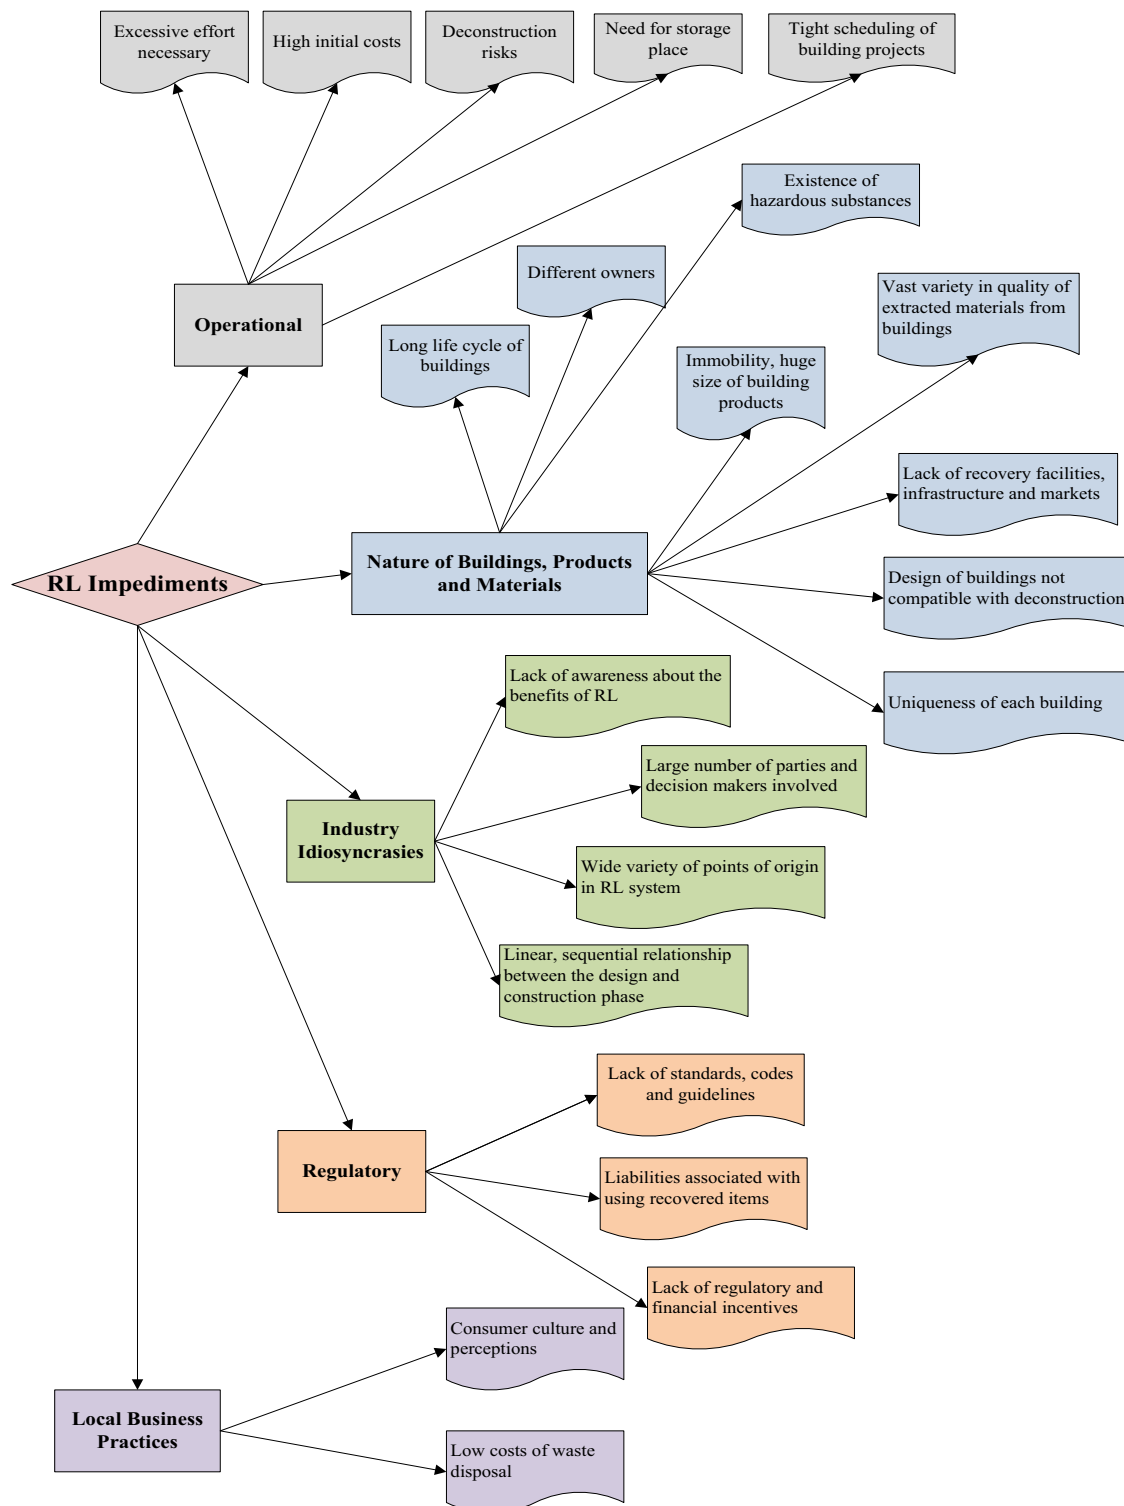 Excessive effort
necessary
High initial costs
Deconstruction
risks
Need for storage
place
Tight scheduling of
building projects
Existence of
hazardous substances
Different owners
Vast variety in quality of
extracted materials from
buildings
Operational
Long life cycle of
buildings
Immobility, huge
size of building
products
Lack of recovery facilities,
infrastructure and markets
Nature of Buildings, Products
and Materials
RL Impediments
Design of buildings not
compatible with deconstruction
Uniqueness of each building
Lack of awareness about the
benefits of RL
Large number of parties and
decision makers involved
Industry
Idiosyncrasies
Wide variety of points of origin
in RL system
Linear, sequential relationship
between the design and
construction phase
Lack of standards, codes
and guidelines
Regulatory
Liabilities associated with
using recovered items
Lack of regulatory and
financial incentives
Consumer culture and
perceptions
Local Business
Practices
Low costs of waste
disposal